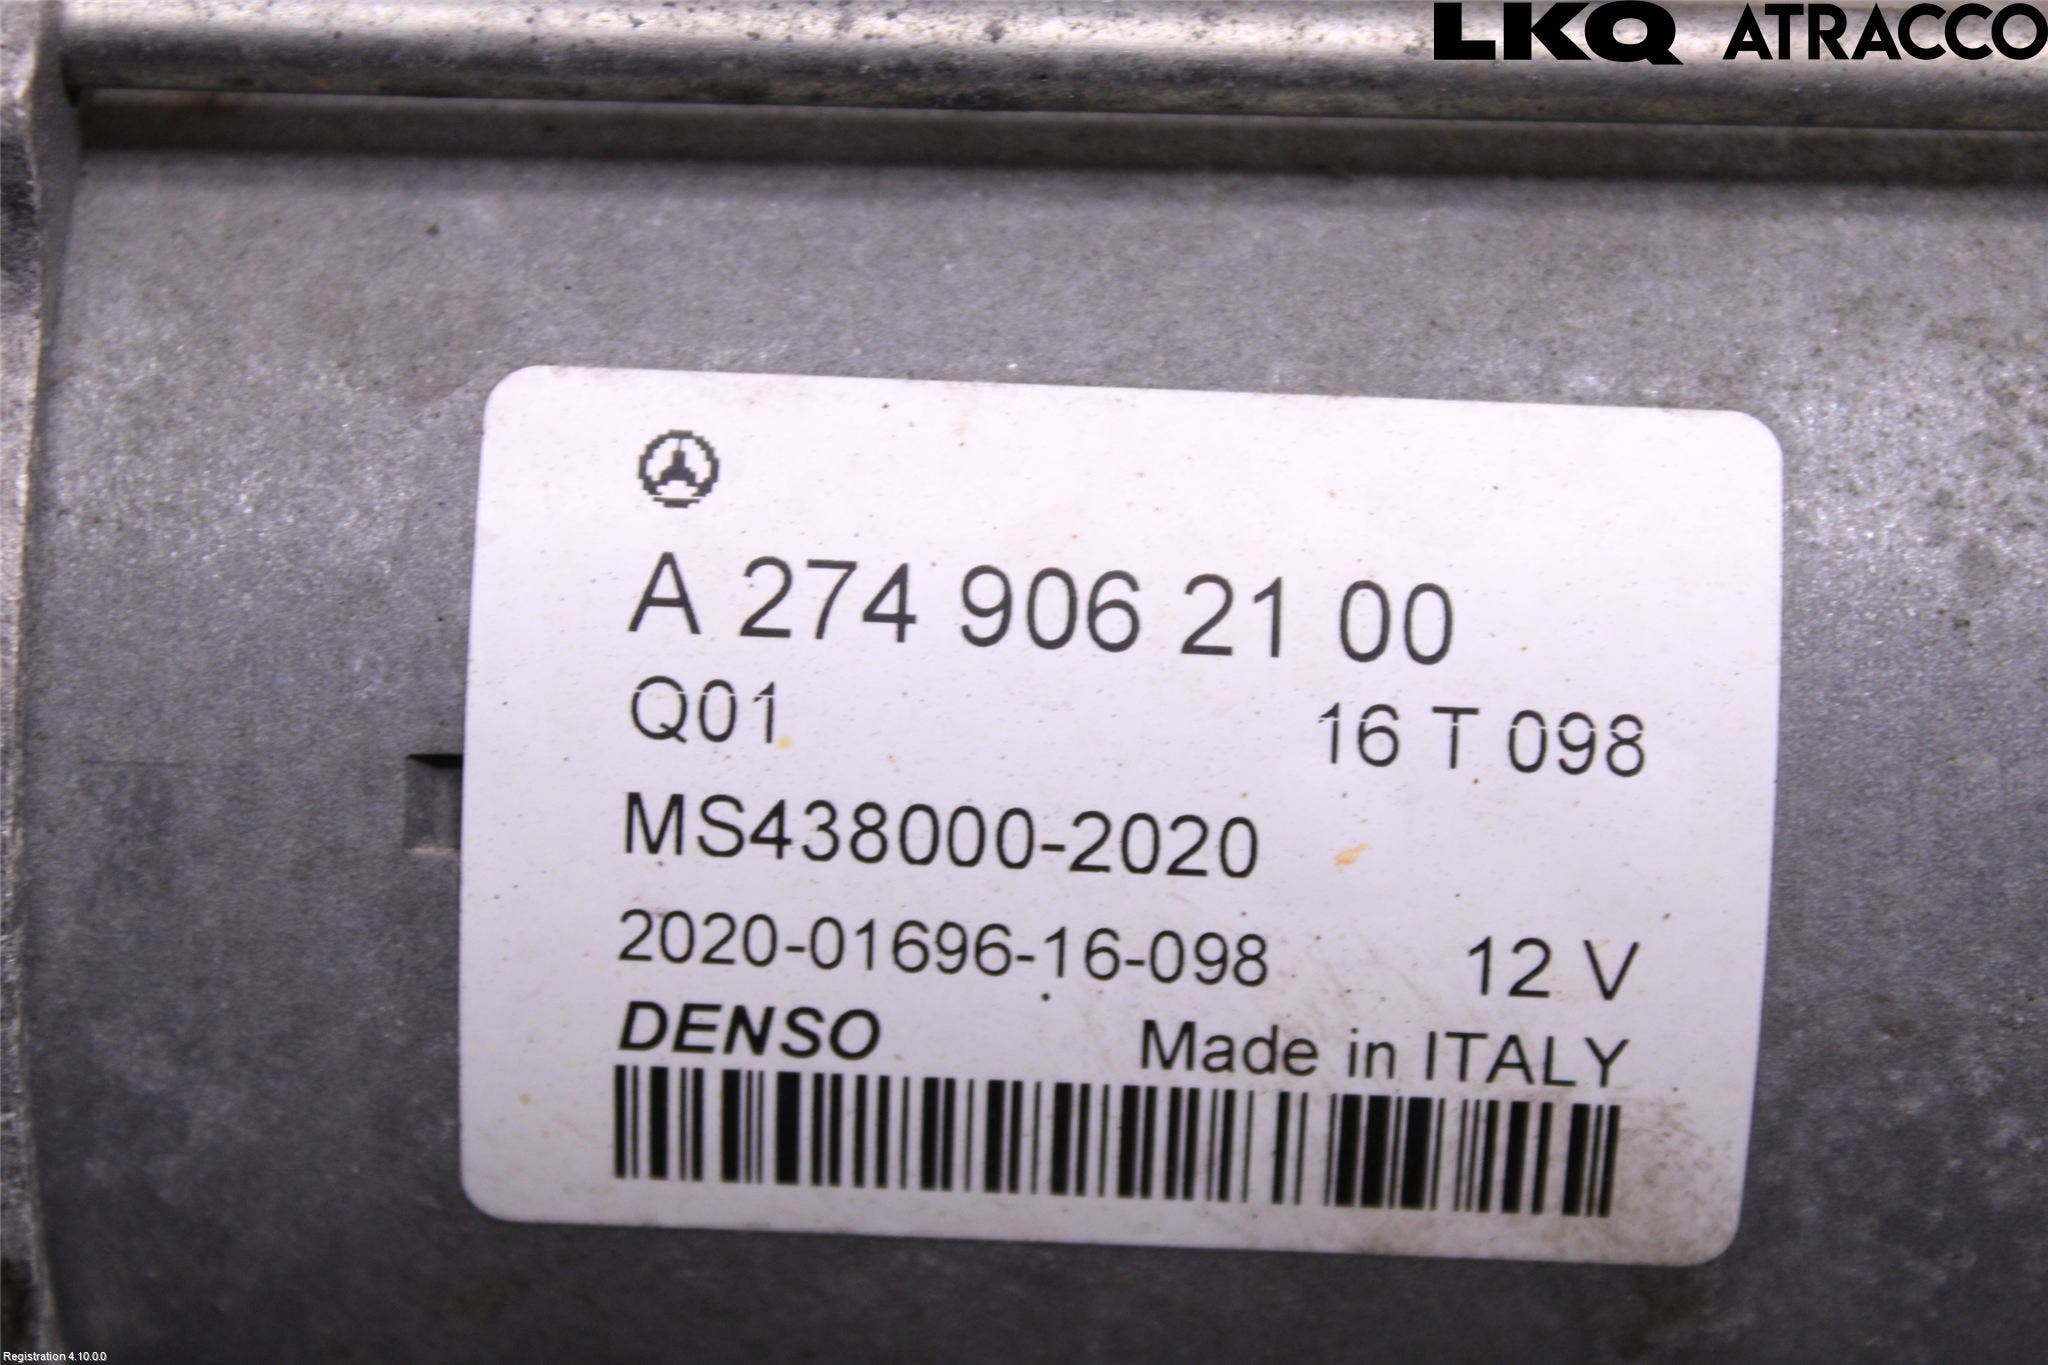 LKQ ATRACCO
A 274 906 21 00
Q01 16 T 098
MS438000-2020
2020-01696-16-098 12 V
DENSO Made in ITALY
Registration 4.10.0.0